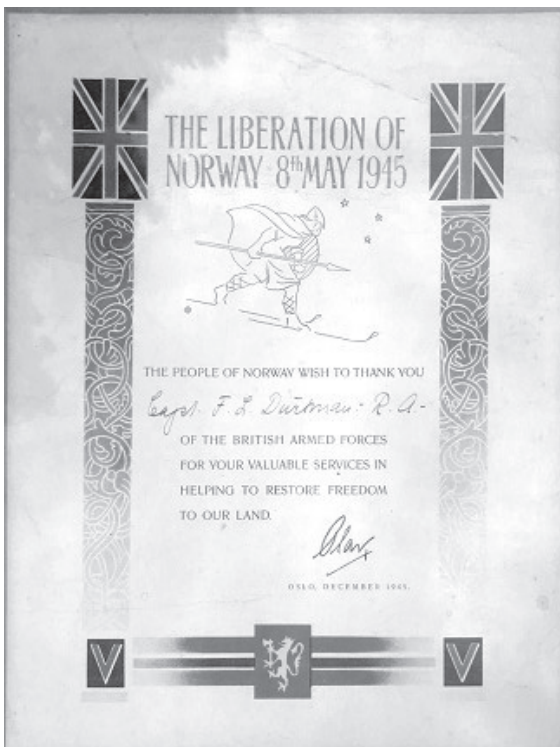 THE LIBERATION OF
NORWAY · 8th MAY 1945
THE PEOPLE OF NORWAY WISH TO THANK YOU
Capt. F. L. - R. A -
OF THE BRITISH ARMED FORCES
FOR YOUR VALUABLE SERVICES IN
HELPING TO RESTORE FREEDOM
TO OUR LAND.
Olav
OSLO, DECEMBER 1945.
V V